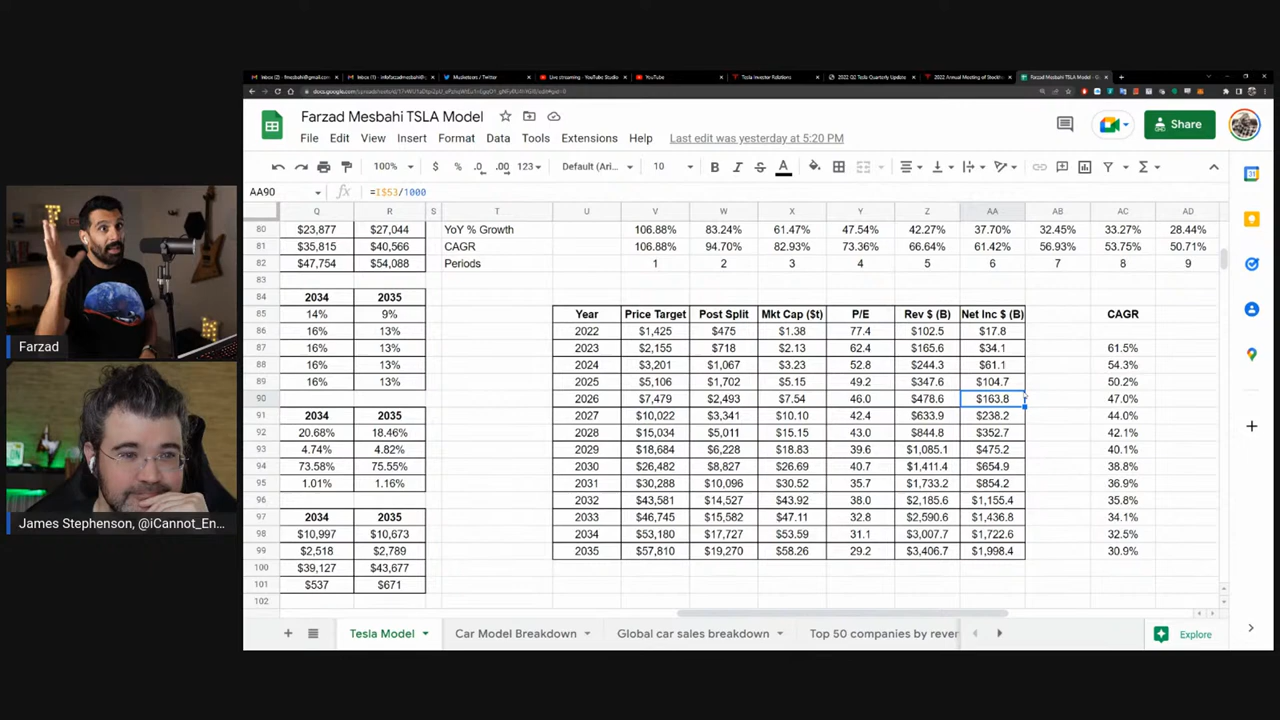 Inbox (2) - fmesbahi@gmail.com
Inbox (1) - infofarzadmesbahi@g
Musketeers / Twitter
Live streaming - YouTube Studio
YouTube
Tesla Investor Relations
2022 Q2 Tesla Quarterly Update
2022 Annual Meeting of Stockh
Farzad Mesbahi TSLA Model - G
Farzad Mesbahi TSLA Model
File Edit View Insert Format Data Tools Extensions Help Last edit was yesterday at 5:20 PM
Share
100% $ % .0 .00 123 Default (Ari... 10 B I S A
AA90 fx =I$53/1000
Q R S T U V W X Y Z AA AB AC AD
80 $23,877 $27,044 YoY % Growth 106.88% 83.24% 61.47% 47.54% 42.27% 37.70% 32.45% 33.27% 28.44%
81 $35,815 $40,566 CAGR 106.88% 94.70% 82.93% 73.36% 66.64% 61.42% 56.93% 53.75% 50.71%
82 $47,754 $54,088 Periods 1 2 3 4 5 6 7 8 9
83
84 2034 2035
85 14% 9% Year Price Target Post Split Mkt Cap ($t) P/E Rev $ (B) Net Inc $ (B) CAGR
86 16% 13% 2022 $1,425 $475 $1.38 77.4 $102.5 $17.8
87 16% 13% 2023 $2,155 $718 $2.13 62.4 $165.6 $34.1 61.5%
88 16% 13% 2024 $3,201 $1,067 $3.23 52.8 $244.3 $61.1 54.3%
89 16% 13% 2025 $5,106 $1,702 $5.15 49.2 $347.6 $104.7 50.2%
90 2026 $7,479 $2,493 $7.54 46.0 $478.6 $163.8 47.0%
91 2034 2035 2027 $10,022 $3,341 $10.10 42.4 $633.9 $238.2 44.0%
92 20.68% 18.46% 2028 $15,034 $5,011 $15.15 43.0 $844.8 $352.7 42.1%
93 4.74% 4.82% 2029 $18,684 $6,228 $18.83 39.6 $1,085.1 $475.2 40.1%
94 73.58% 75.55% 2030 $26,482 $8,827 $26.69 40.7 $1,411.4 $654.9 38.8%
95 1.01% 1.16% 2031 $30,288 $10,096 $30.52 35.7 $1,733.2 $854.2 36.9%
96 2032 $43,581 $14,527 $43.92 38.0 $2,185.6 $1,155.4 35.8%
97 2034 2035 2033 $46,745 $15,582 $47.11 32.8 $2,590.6 $1,436.8 34.1%
98 $10,997 $10,673 2034 $53,180 $17,727 $53.59 31.1 $3,007.7 $1,722.6 32.5%
99 $2,518 $2,789 2035 $57,810 $19,270 $58.26 29.2 $3,406.7 $1,998.4 30.9%
100 $39,127 $43,677
101 $537 $671
102
Tesla Model Car Model Breakdown Global car sales breakdown Top 50 companies by rever Explore
Farzad
James Stephenson, @iCannot_En...